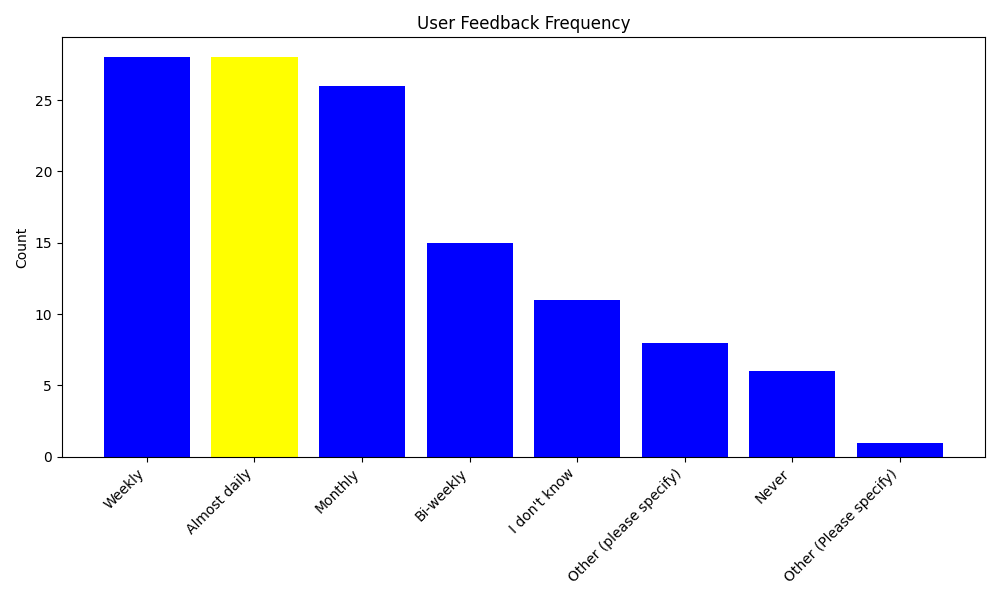 User Feedback Frequency
Count
25
20
15
10
5
0
Weekly
Almost daily
Monthly
Bi-weekly
I don't know
Other (please specify)
Never
Other (Please specify)